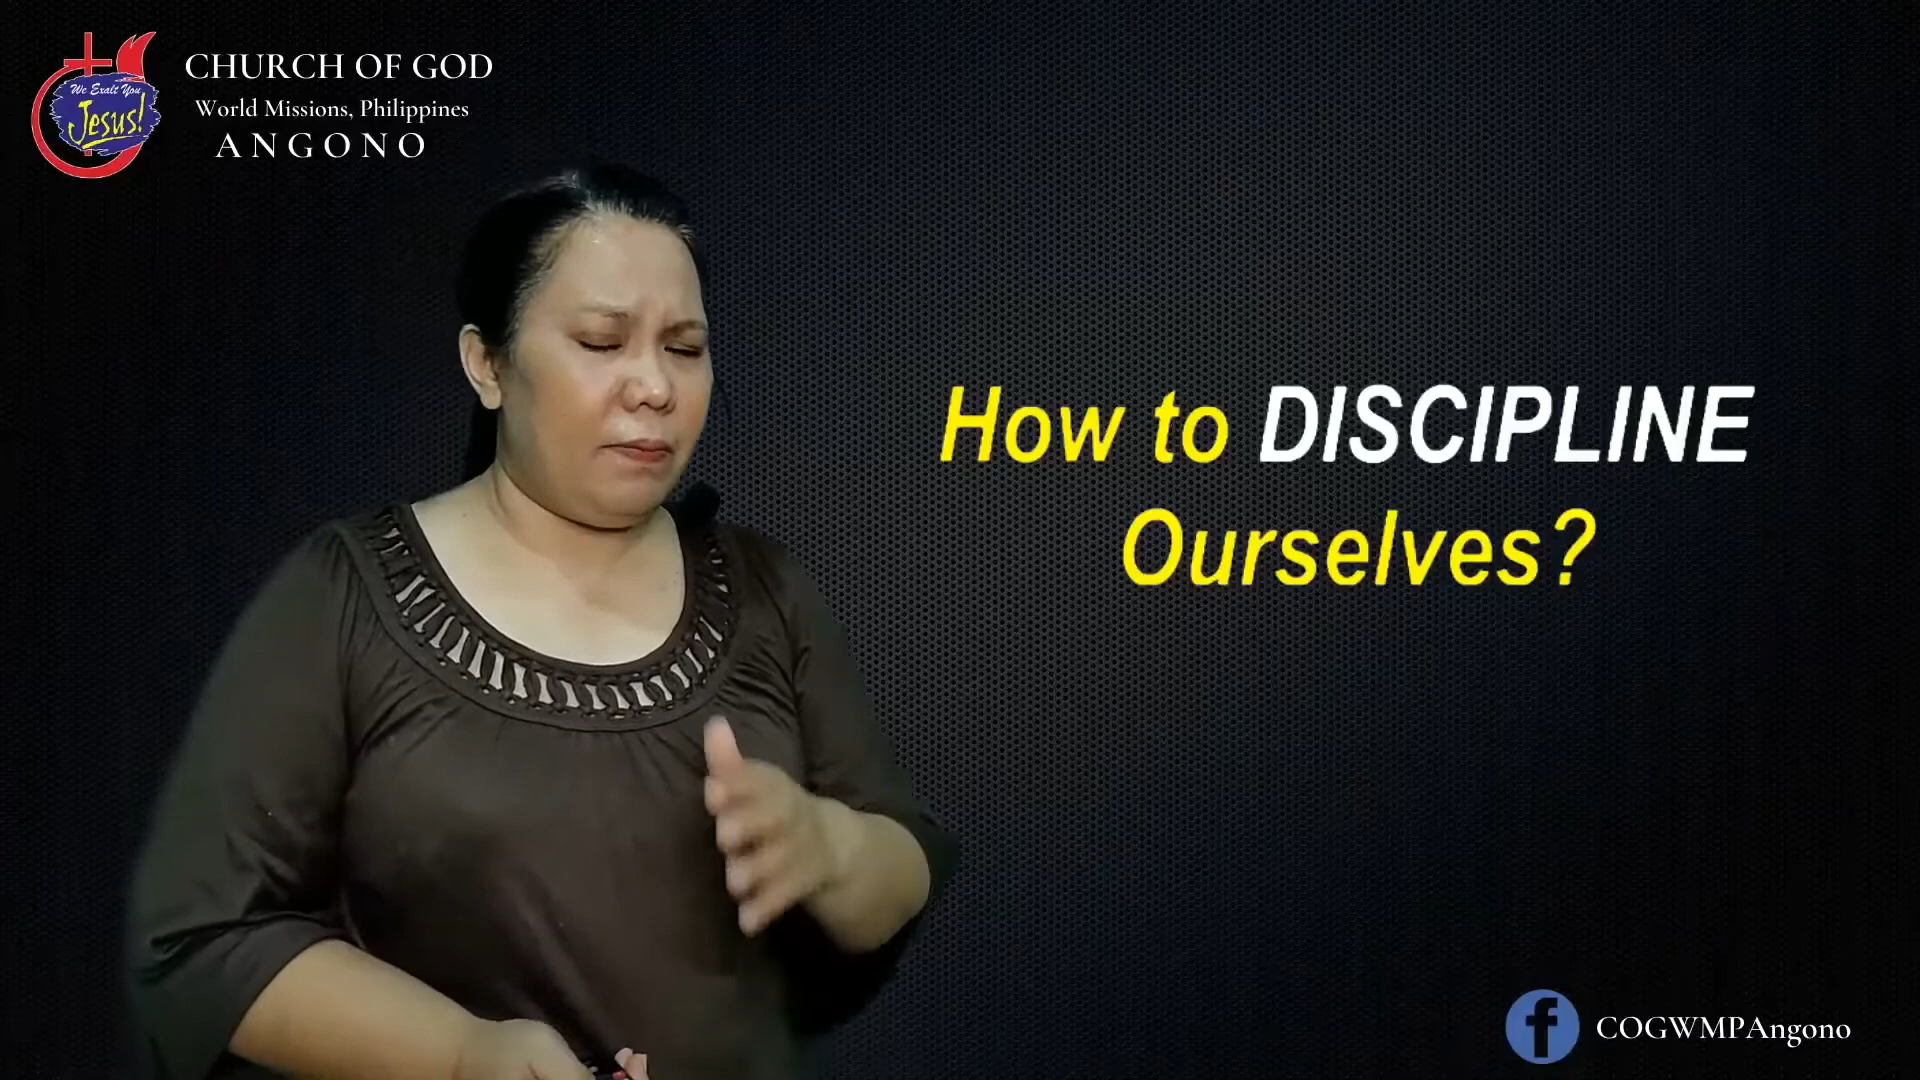 We Exalt You
Jesus!
CHURCH OF GOD
World Missions, Philippines
ANGONO
How to DISCIPLINE
Ourselves?
f COGWMPAngono